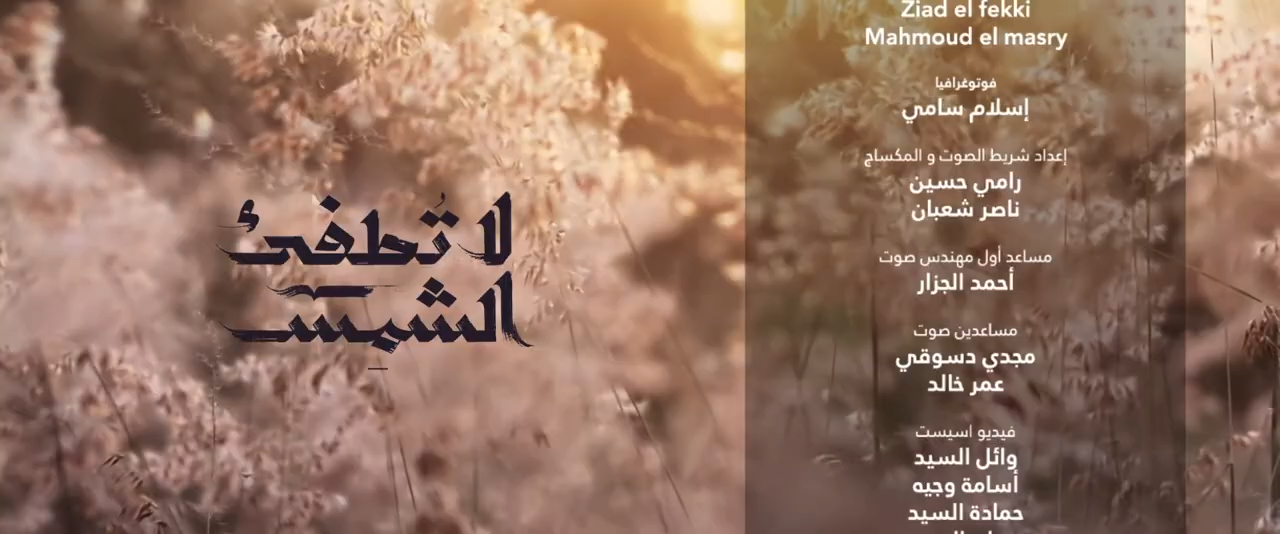 لا تُطفئ
الشمس
Ziad el fekki
Mahmoud el masry
فوتوغرافيا
إسلام سامي
إعداد شريط الصوت و المكساج
رامي حسين
ناصر شعبان
مساعد أول مهندس صوت
أحمد الجزار
مساعدين صوت
مجدي دسوقي
عمر خالد
فيديو اسيست
وائل السيد
أسامة وجيه
حمادة السيد